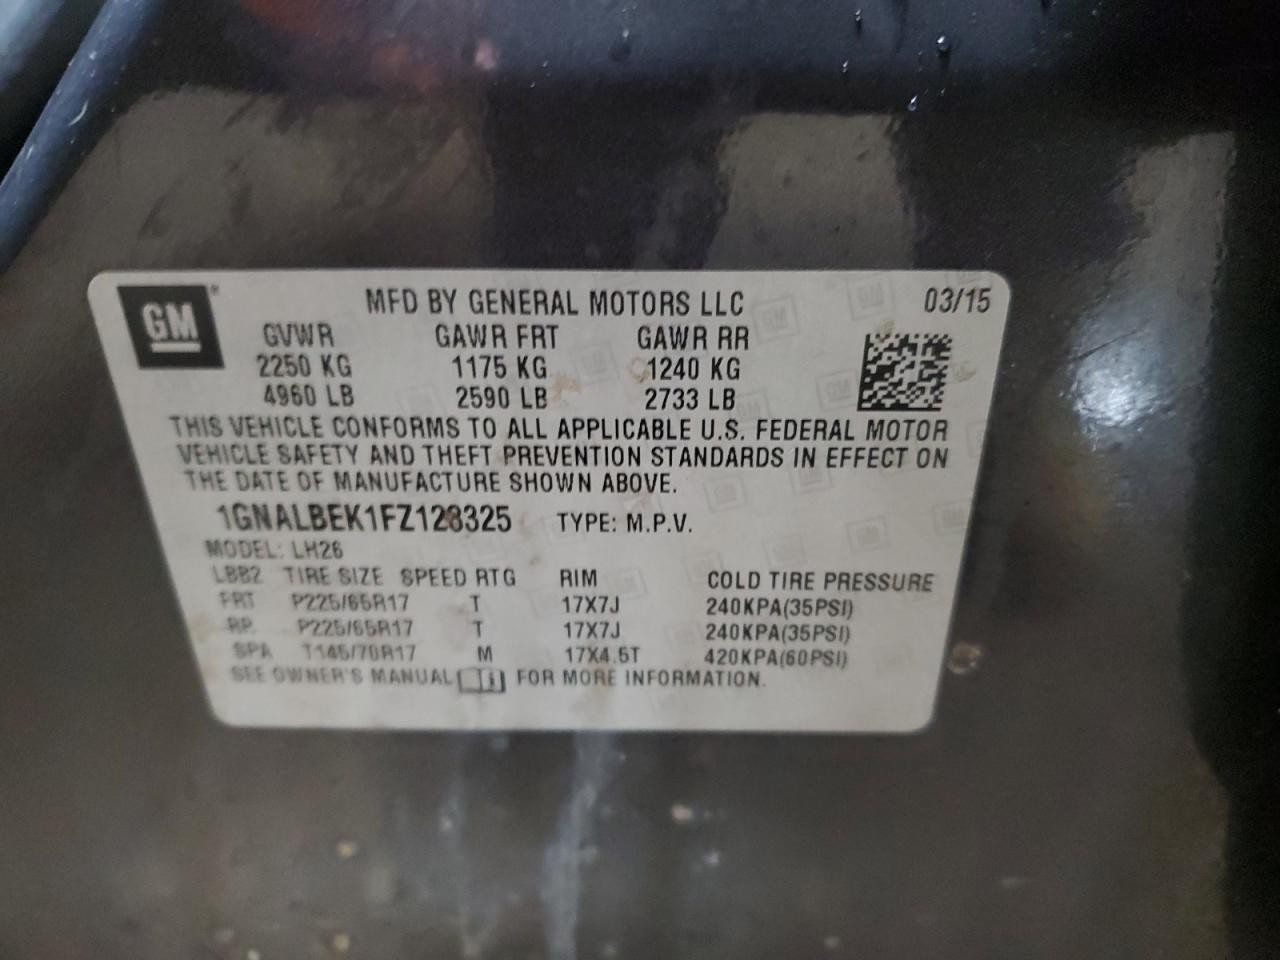 GM®
MFD BY GENERAL MOTORS LLC 03/15
GVWR GAWR FRT GAWR RR
2250 KG 1175 KG 1240 KG
4960 LB 2590 LB 2733 LB
THIS VEHICLE CONFORMS TO ALL APPLICABLE U.S. FEDERAL MOTOR
VEHICLE SAFETY AND THEFT PREVENTION STANDARDS IN EFFECT ON
THE DATE OF MANUFACTURE SHOWN ABOVE.
1GNALBEK1FZ128325 TYPE: M.P.V.
MODEL: LH26
LBB2 TIRE SIZE SPEED RTG RIM COLD TIRE PRESSURE
FRT P225/65R17 T 17X7J 240KPA(35PSI)
RR P225/65R17 T 17X7J 240KPA(35PSI)
SPA T145/70R17 M 17X4.5T 420KPA(60PSI)
SEE OWNER'S MANUAL FOR MORE INFORMATION.